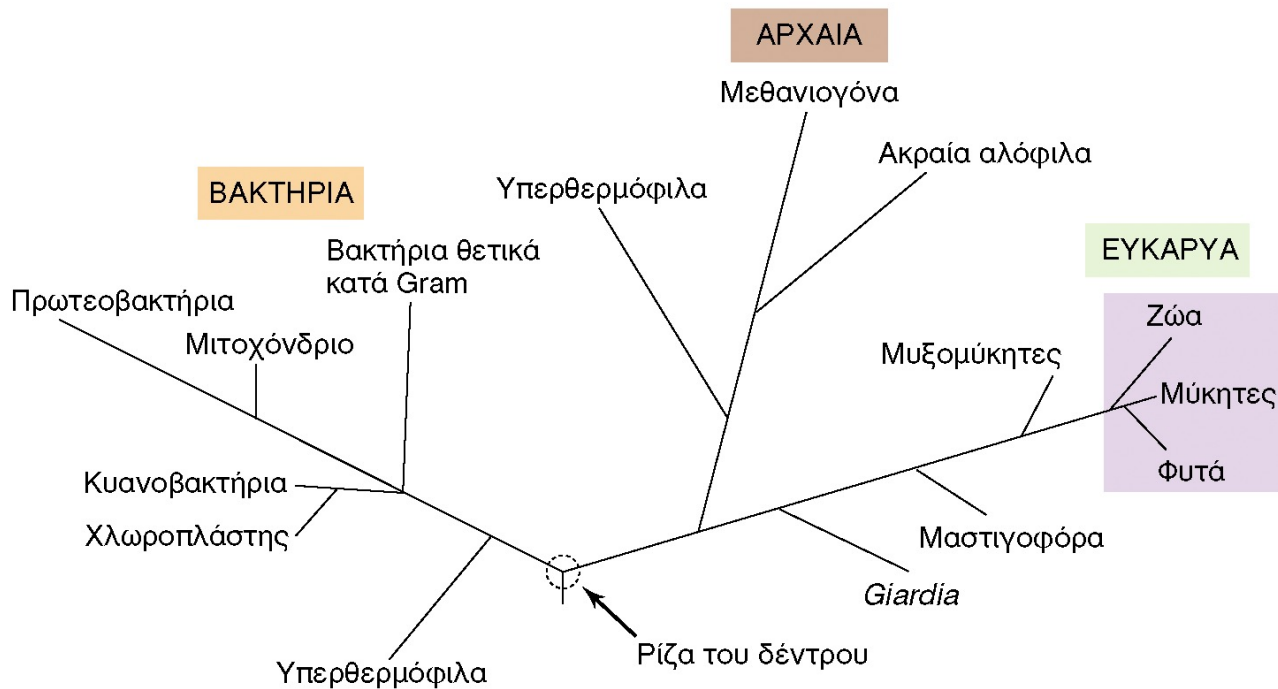 ΑΡΧΑΙΑ
Μεθανιογόνα
Ακραία αλόφιλα
Υπερθερμόφιλα
ΒΑΚΤΗΡΙΑ
Βακτήρια θετικά
κατά Gram
ΕΥΚΑΡΥΑ
Πρωτεοβακτήρια
Μιτοχόνδριο
Ζώα
Μυξομύκητες
Μύκητες
Φυτά
Κυανοβακτήρια
Χλωροπλάστης
Μαστιγοφόρα
Giardia
Ρίζα του δέντρου
Υπερθερμόφιλα